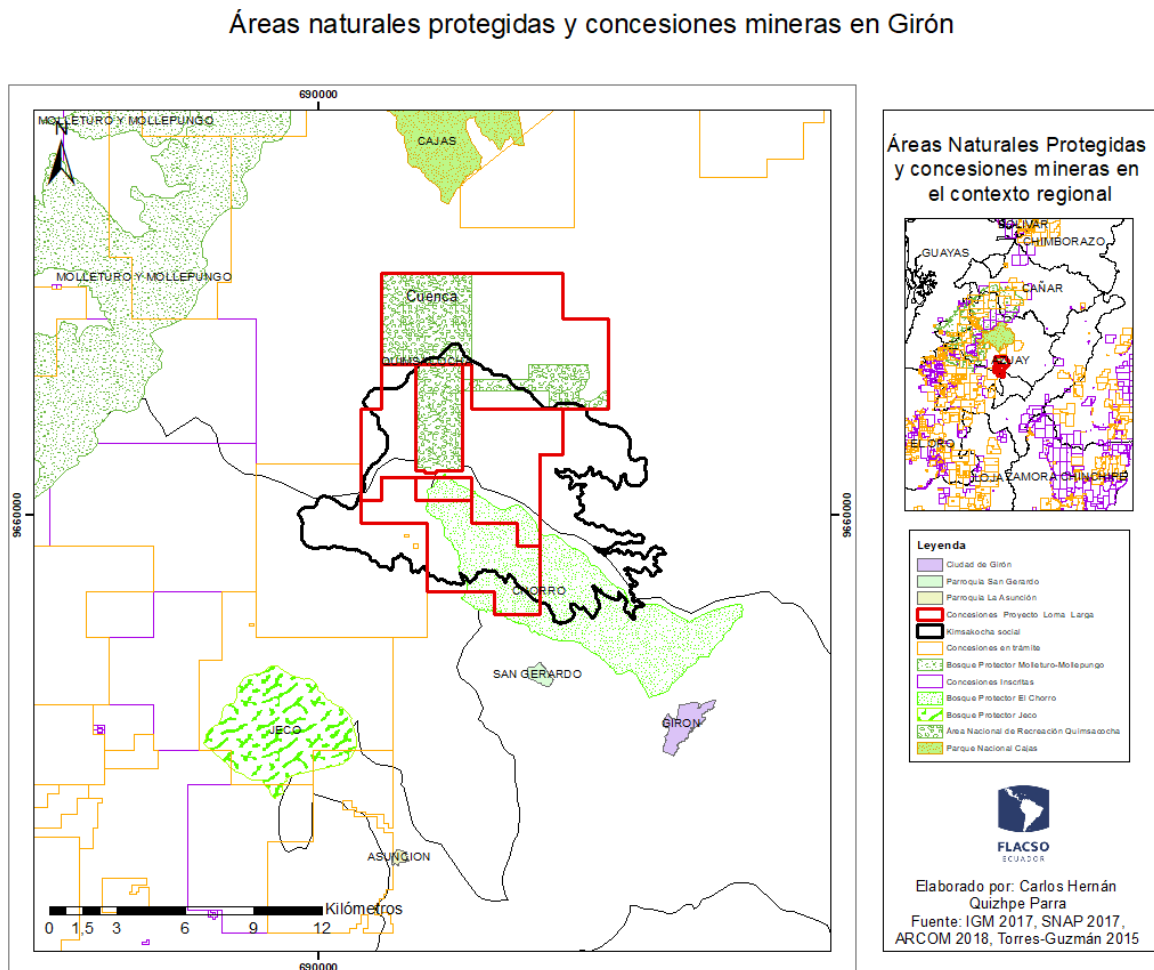 Áreas naturales protegidas y concesiones mineras en Girón
690000
MOLLETURO Y MOLLEPUNGO
N
CAJAS
MOLLETURO Y MOLLEPUNGO
Cuenca
QUIMSACOCHA
9660000
9660000
CHORRO
SAN GERARDO
GIRON
JECO
ASUNCION
Kilómetros
0 1,5 3 6 9 12
690000
Áreas Naturales Protegidas
y concesiones mineras en
el contexto regional
BOLIVAR
CHIMBORAZO
GUAYAS
CAÑAR
AZUAY
EL ORO
LOJA
ZAMORA CHINCHIPE
Leyenda
Ciudad de Girón
Parroquia San Gerardo
Parroquia La Asunción
Concesiones Proyecto Loma Larga
Kimsakocha social
Concesiones en trámite
Bosque Protector Molleturo-Mollepungo
Concesiones Inscritas
Bosque Protector El Chorro
Bosque Protector Jeco
Área Nacional de Recreación Quimsacocha
Parque Nacional Cajas
FLACSO
ECUADOR
Elaborado por: Carlos Hernán
Quizhpe Parra
Fuente: IGM 2017, SNAP 2017,
ARCOM 2018, Torres-Guzmán 2015